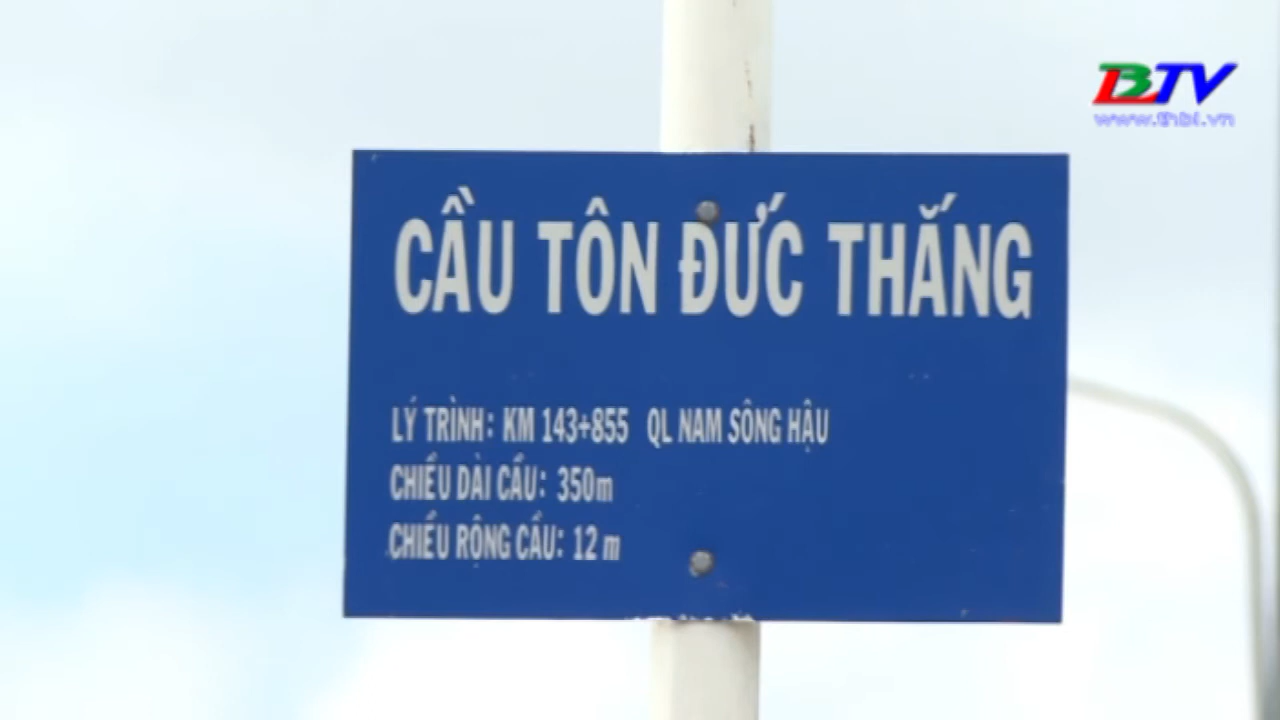 BTV
www.thbl.vn
CẦU TÔN ĐỨC THẮNG
LÝ TRÌNH: KM 143+855 QL NAM SÔNG HẬU
CHIỀU DÀI CẦU: 350m
CHIỀU RỘNG CẦU: 12 m